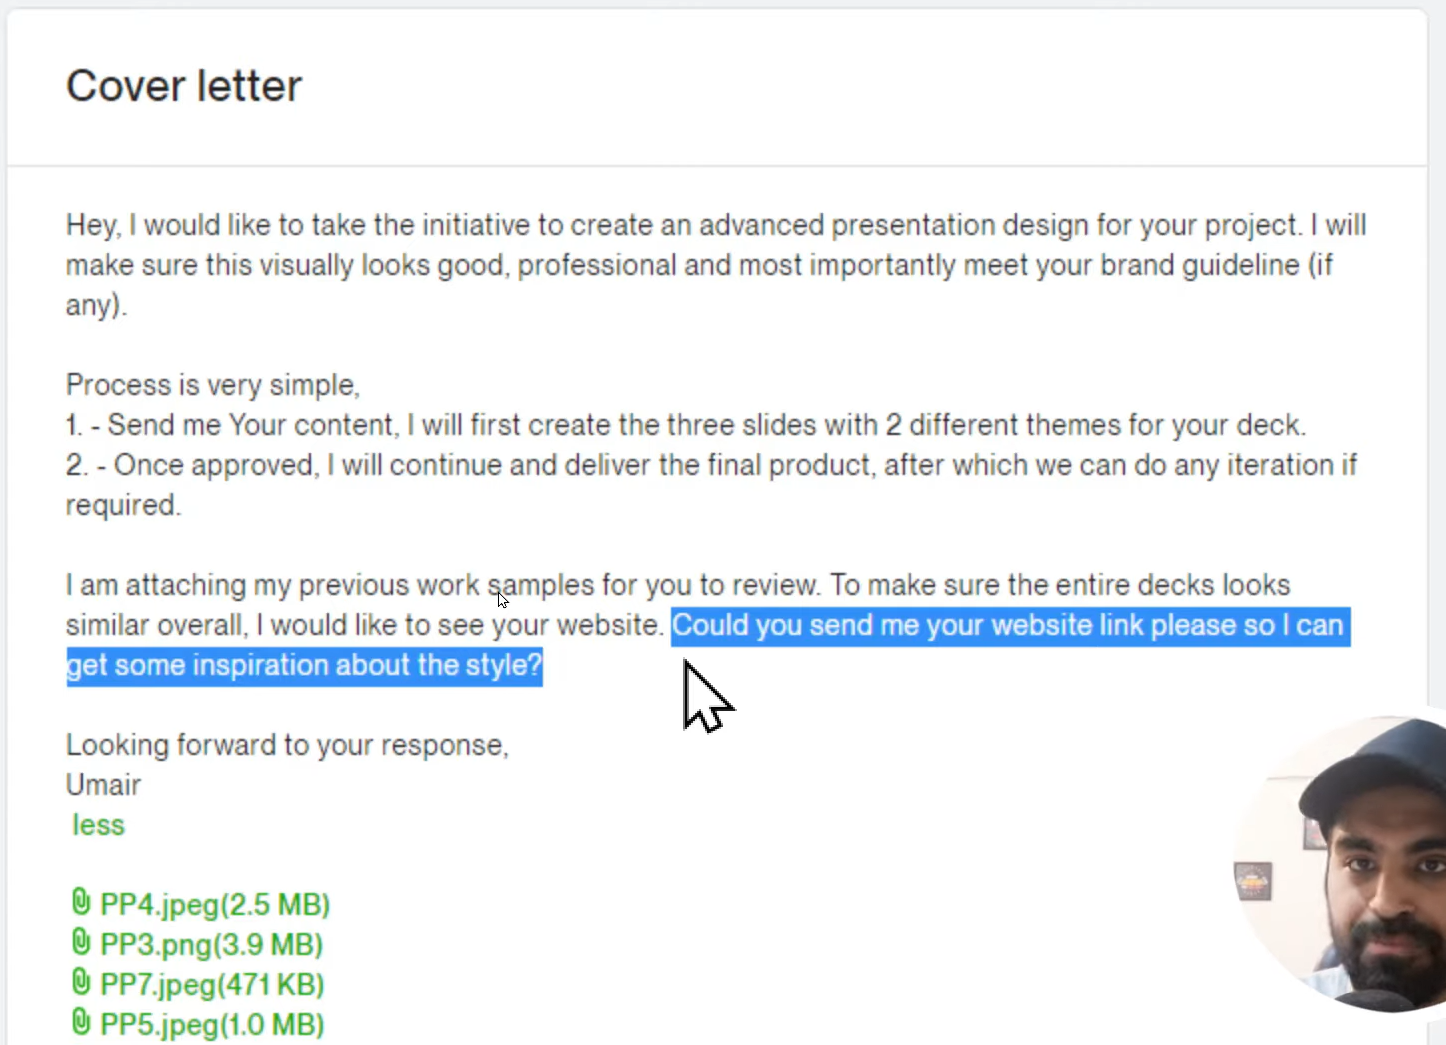 Cover letter
Hey, I would like to take the initiative to create an advanced presentation design for your project. I will
make sure this visually looks good, professional and most importantly meet your brand guideline (if
any).
Process is very simple,
1. - Send me Your content, I will first create the three slides with 2 different themes for your deck.
2. - Once approved, I will continue and deliver the final product, after which we can do any iteration if
required.
I am attaching my previous work samples for you to review. To make sure the entire decks looks
similar overall, I would like to see your website. Could you send me your website link please so I can
get some inspiration about the style?
Looking forward to your response,
Umair
less
PP4.jpeg(2.5 MB)
PP3.png(3.9 MB)
PP7.jpeg(471 KB)
PP5.jpeg(1.0 MB)